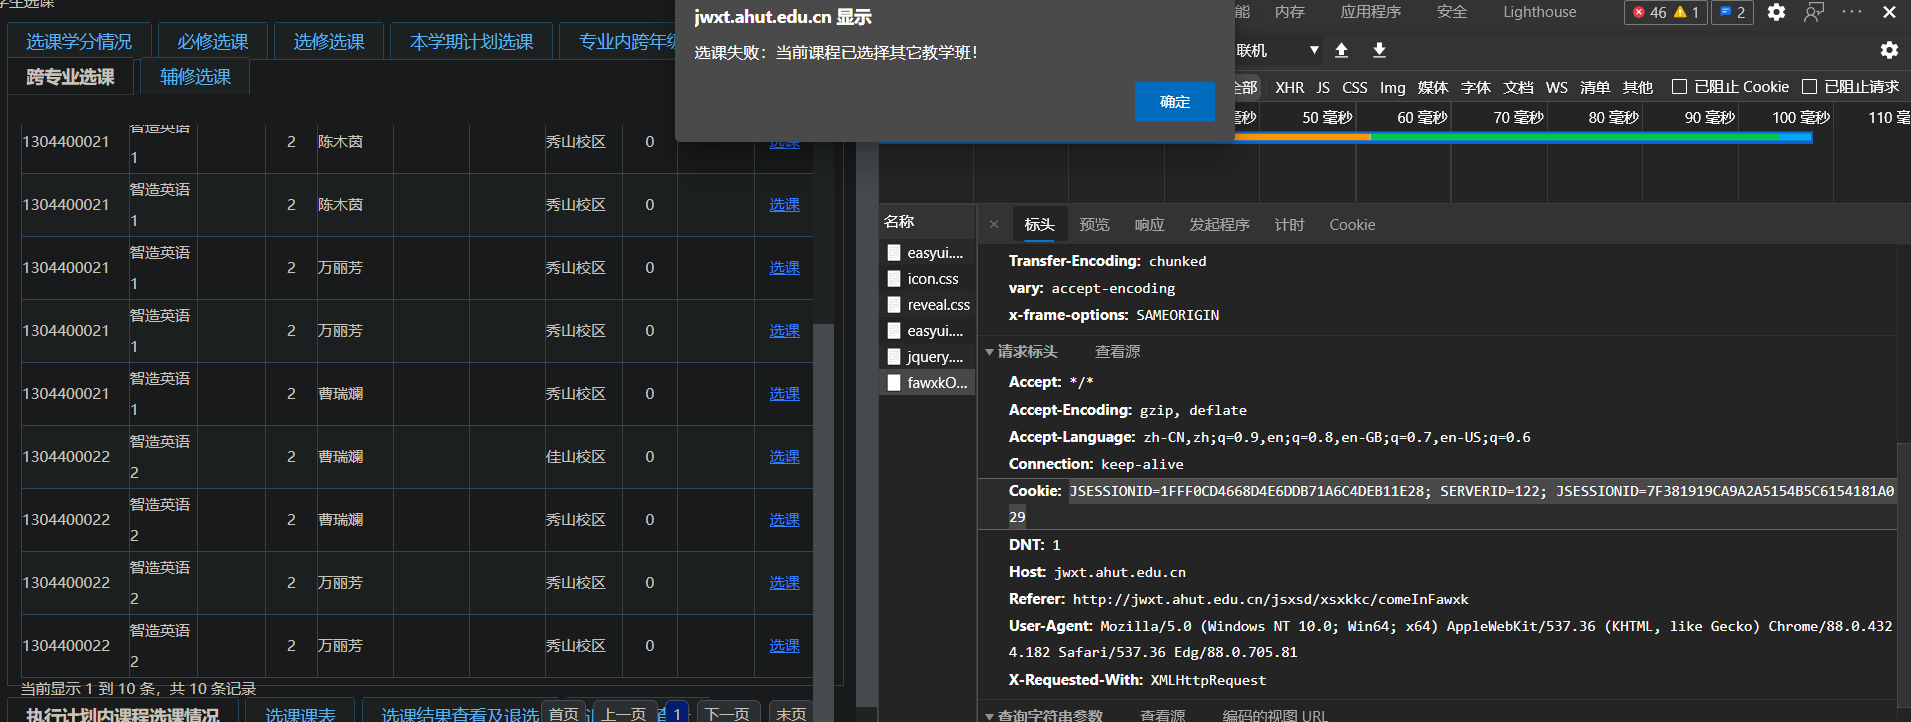 学生选课
选课学分情况 必修选课 选修选课 本学期计划选课 专业内跨年级
跨专业选课 辅修选课
1304400021 智造英语1 2 陈木茵 秀山校区 0 选课
1304400021 智造英语1 2 陈木茵 秀山校区 0 选课
1304400021 智造英语1 2 万丽芳 秀山校区 0 选课
1304400021 智造英语1 2 万丽芳 秀山校区 0 选课
1304400021 智造英语1 2 曹瑞斓 秀山校区 0 选课
1304400022 智造英语2 2 曹瑞斓 佳山校区 0 选课
1304400022 智造英语2 2 曹瑞斓 秀山校区 0 选课
1304400022 智造英语2 2 万丽芳 秀山校区 0 选课
1304400022 智造英语2 2 万丽芳 秀山校区 0 选课
当前显示 1 到 10 条，共 10 条记录
执行计划内课程选课情况 选课课表 选课结果查看及退选 首页 上一页 1 下一页 末页
jwxt.ahut.edu.cn 显示
选课失败：当前课程已选择其它教学班！
确定
能 内存 应用程序 安全 Lighthouse 46 1 2
联机
全部 XHR JS CSS Img 媒体 字体 文档 WS 清单 其他 已阻止 Cookie 已阻止请求
毫秒 50 毫秒 60 毫秒 70 毫秒 80 毫秒 90 毫秒 100 毫秒 110 毫
名称
easyui....
icon.css
reveal.css
easyui....
jquery....
fawxkO...
标头 预览 响应 发起程序 计时 Cookie
Transfer-Encoding: chunked
vary: accept-encoding
x-frame-options: SAMEORIGIN
请求标头 查看源
Accept: */*
Accept-Encoding: gzip, deflate
Accept-Language: zh-CN,zh;q=0.9,en;q=0.8,en-GB;q=0.7,en-US;q=0.6
Connection: keep-alive
Cookie: JSESSIONID=1FFF0CD4668D4E6DDB71A6C4DEB11E28; SERVERID=122; JSESSIONID=7F381919CA9A2A5154B5C6154181A0
29
DNT: 1
Host: jwxt.ahut.edu.cn
Referer: http://jwxt.ahut.edu.cn/jsxsd/xsxkkc/comeInFawxk
User-Agent: Mozilla/5.0 (Windows NT 10.0; Win64; x64) AppleWebKit/537.36 (KHTML, like Gecko) Chrome/88.0.432
4.182 Safari/537.36 Edg/88.0.705.81
X-Requested-With: XMLHttpRequest
查询字符串参数 查看源 编码的视图 URL